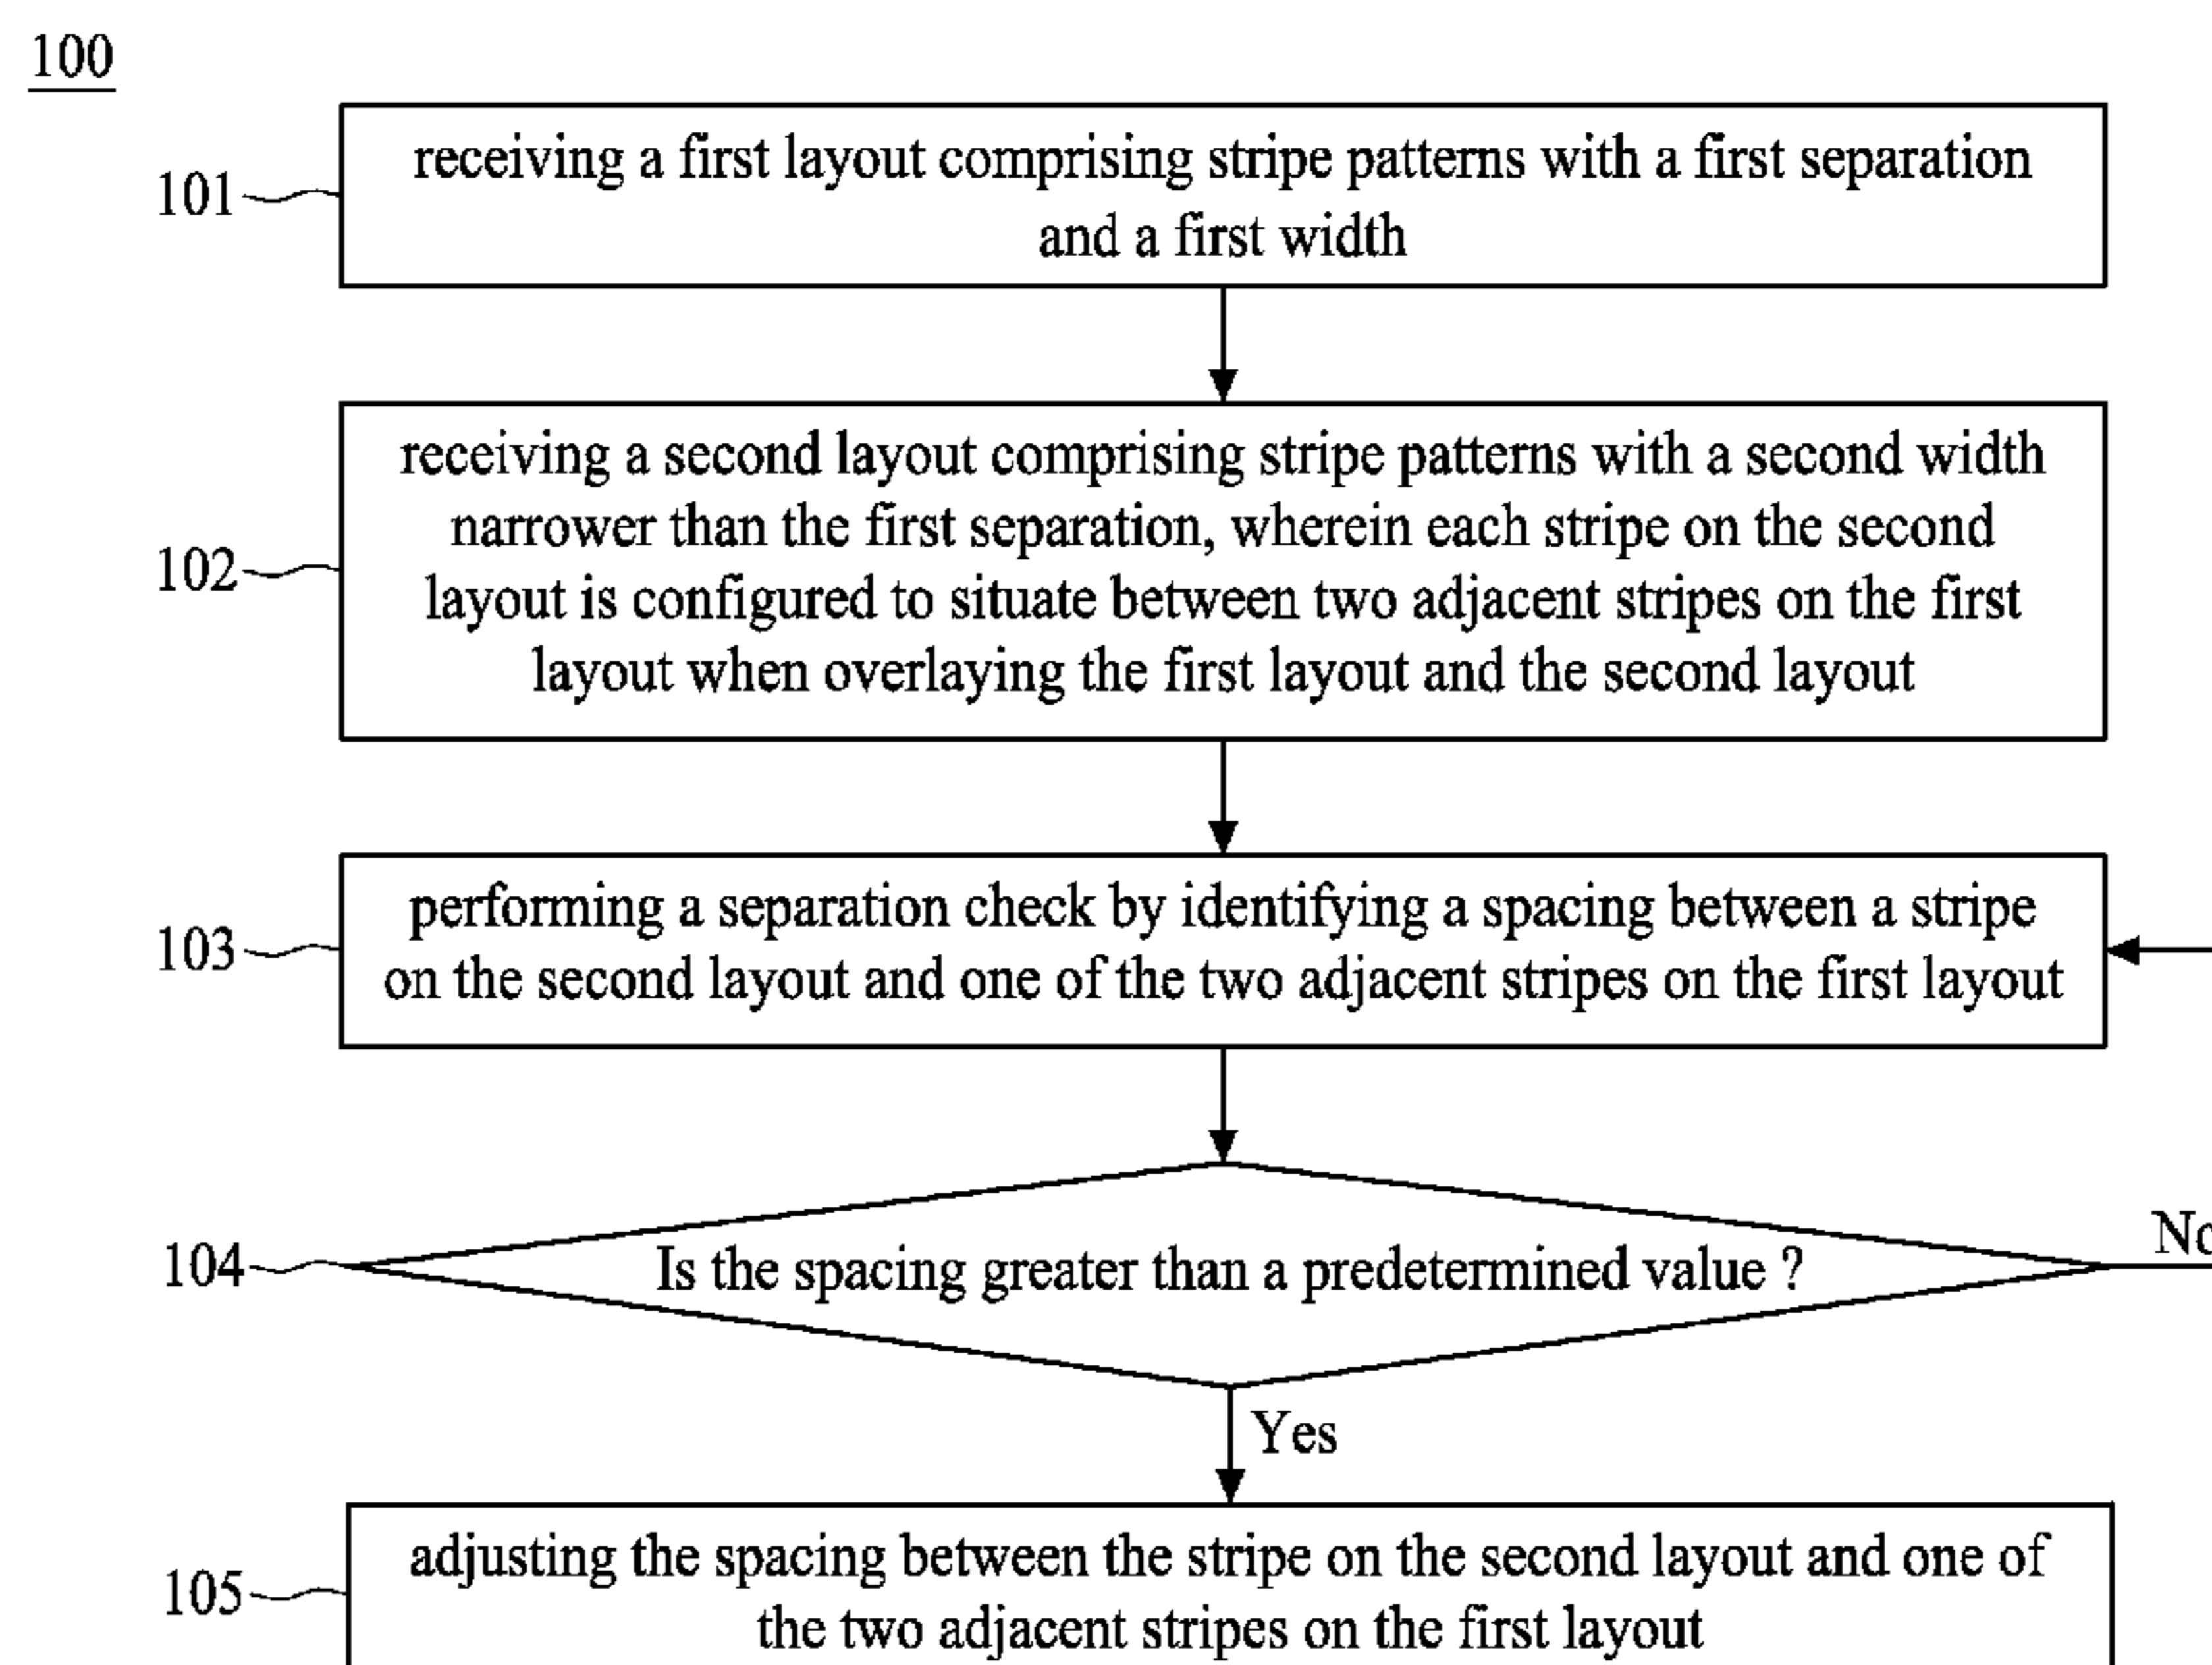 100
101
receiving a first layout comprising stripe patterns with a first separation
and a first width
102
receiving a second layout comprising stripe patterns with a second width
narrower than the first separation, wherein each stripe on the second
layout is configured to situate between two adjacent stripes on the first
layout when overlaying the first layout and the second layout
103
performing a separation check by identifying a spacing between a stripe
on the second layout and one of the two adjacent stripes on the first layout
104
Is the spacing greater than a predetermined value ?
No
Yes
105
adjusting the spacing between the stripe on the second layout and one of
the two adjacent stripes on the first layout